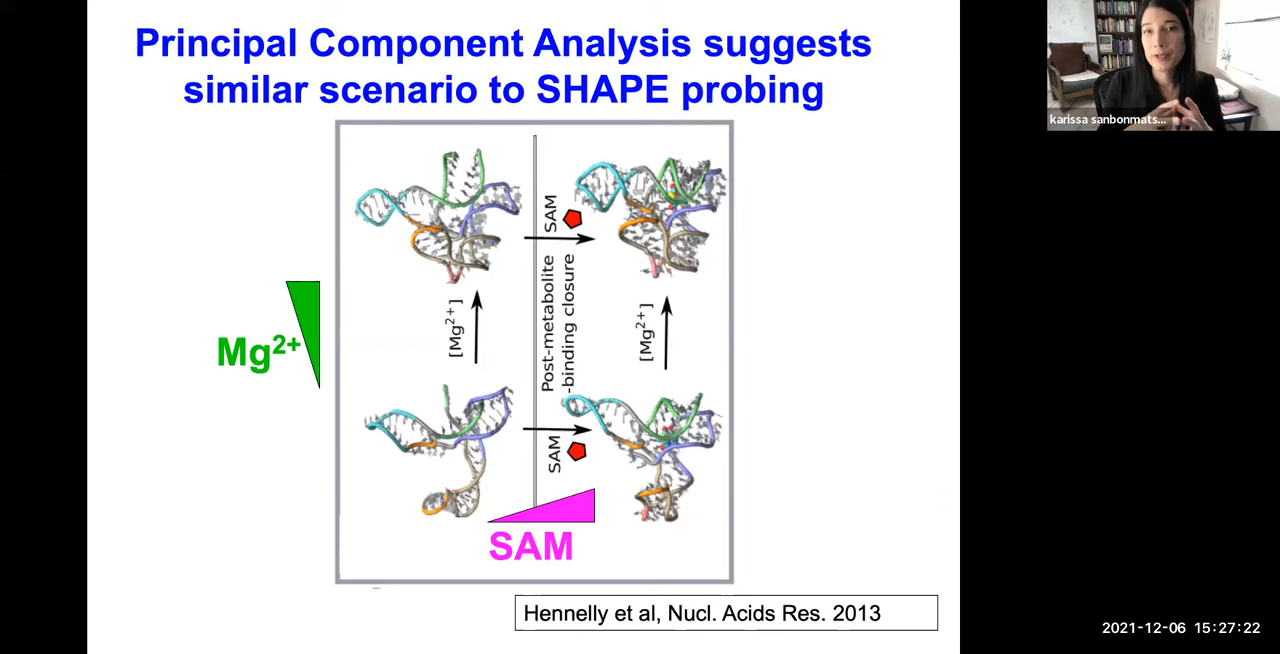 Principal Component Analysis suggests
similar scenario to SHAPE probing
karissa sanbonmats...
SAM
[Mg2+]
Post-metabolite
-binding closure
[Mg2+]
Mg2+
SAM
SAM
Hennelly et al, Nucl. Acids Res. 2013
2021-12-06 15:27:22